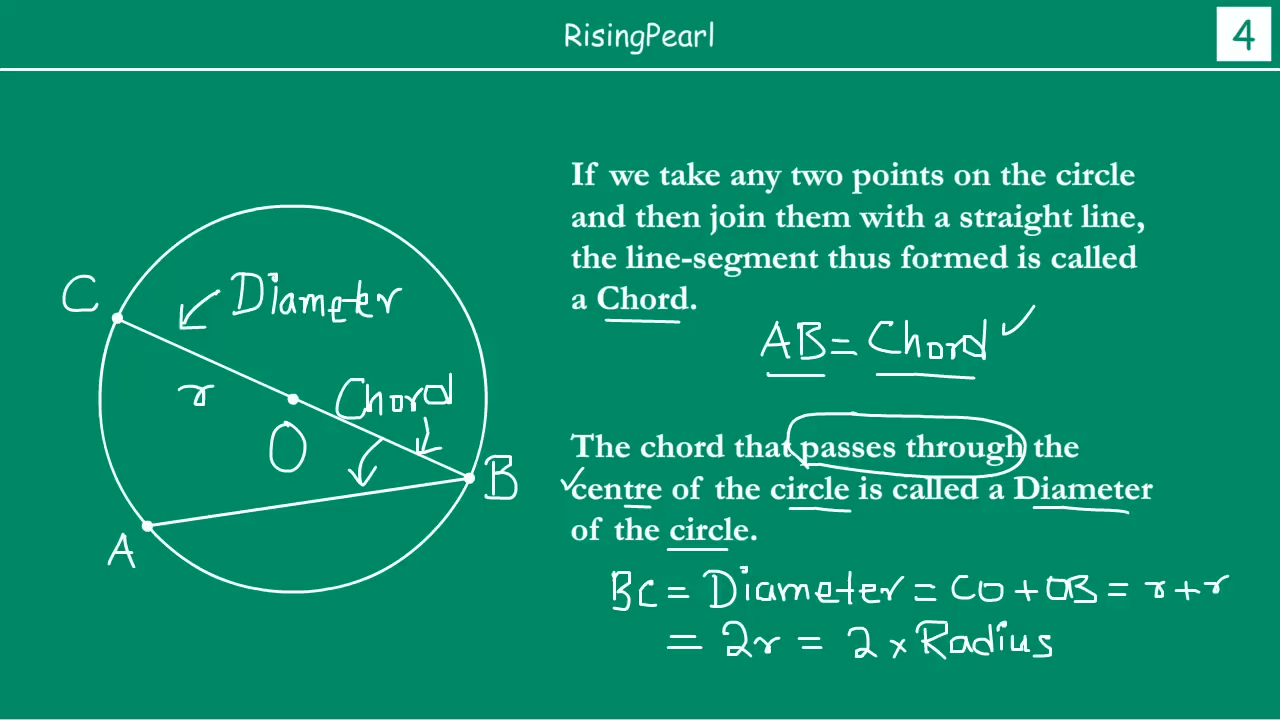 RisingPearl
4
If we take any two points on the circle
and then join them with a straight line,
the line-segment thus formed is called
a Chord.
AB = Chord
The chord that passes through the
centre of the circle is called a Diameter
of the circle.
BC = Diameter = CO + OB = r + r
= 2r = 2 × Radius
C
Diameter
r
Chord
O
B
A